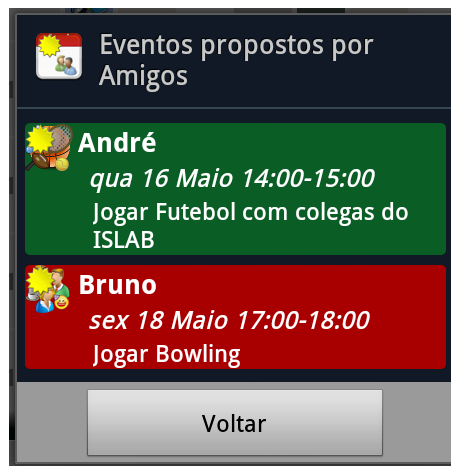 Eventos propostos por
Amigos
André
qua 16 Maio 14:00-15:00
Jogar Futebol com colegas do
ISLAB
Bruno
sex 18 Maio 17:00-18:00
Jogar Bowling
Voltar